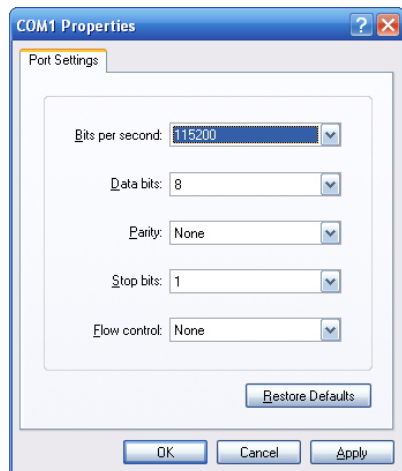 COM1 Properties
Port Settings
Bits per second: 115200
Data bits: 8
Parity: None
Stop bits: 1
Flow control: None
Restore Defaults
OK Cancel Apply